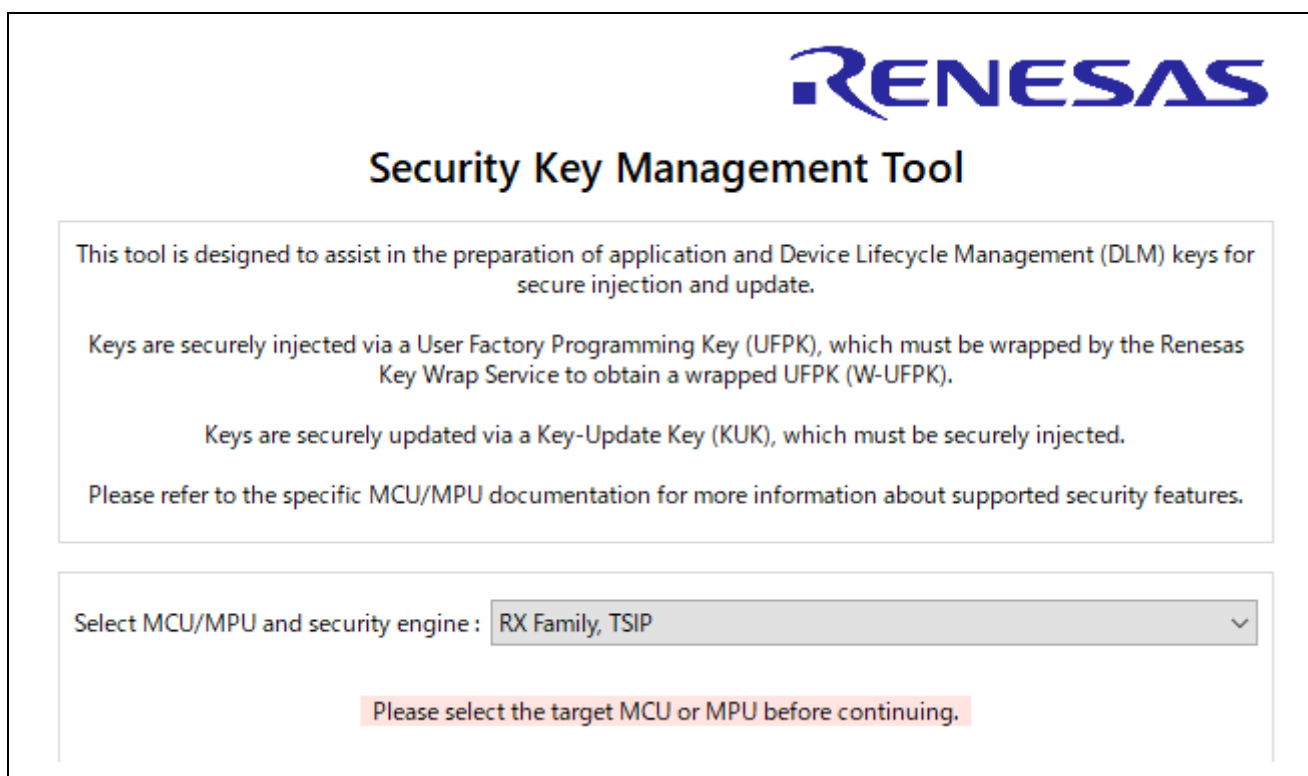 RENESAS
Security Key Management Tool
This tool is designed to assist in the preparation of application and Device Lifecycle Management (DLM) keys for
secure injection and update.
Keys are securely injected via a User Factory Programming Key (UFPK), which must be wrapped by the Renesas
Key Wrap Service to obtain a wrapped UFPK (W-UFPK).
Keys are securely updated via a Key-Update Key (KUK), which must be securely injected.
Please refer to the specific MCU/MPU documentation for more information about supported security features.
Select MCU/MPU and security engine : RX Family, TSIP
Please select the target MCU or MPU before continuing.